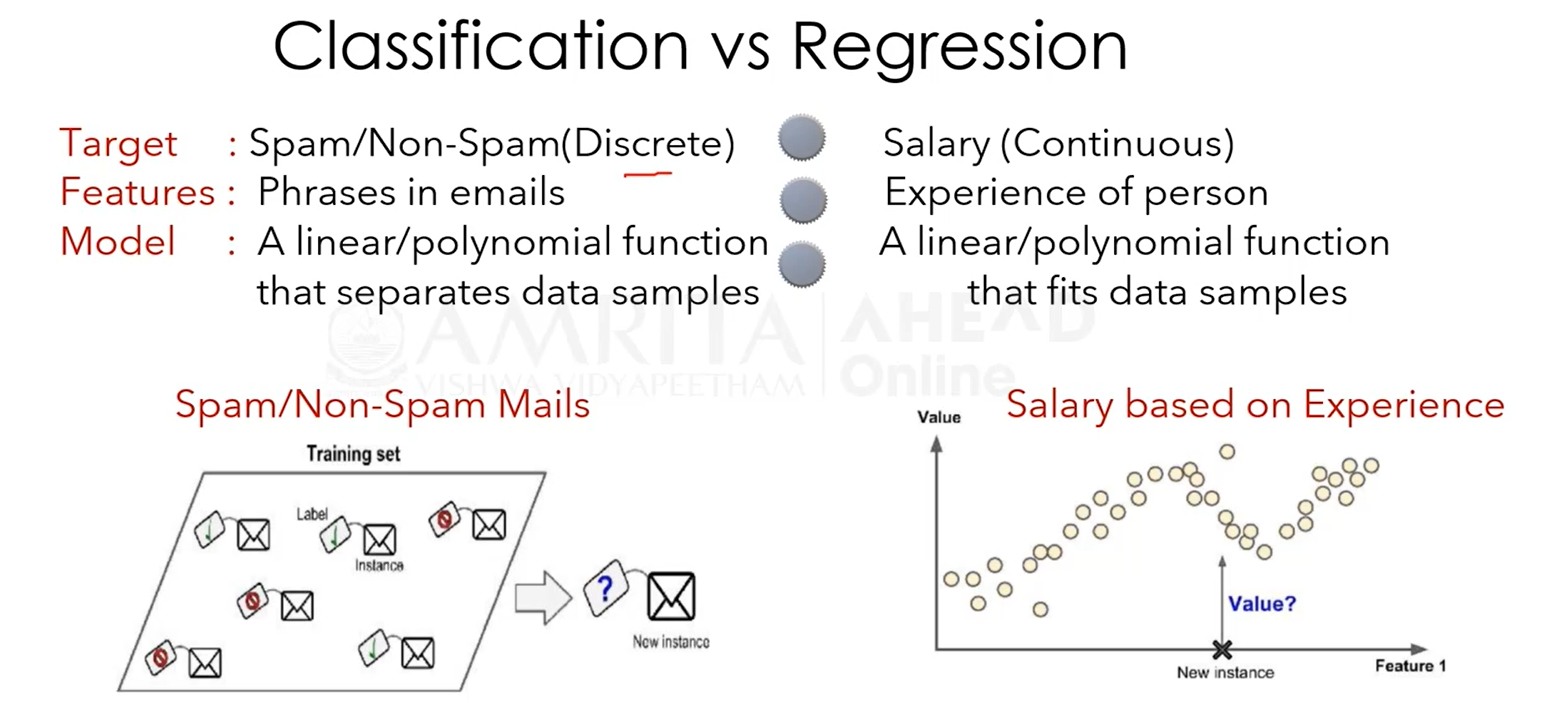 Classification vs Regression
Target : Spam/Non-Spam(Discrete)
Features : Phrases in emails
Model : A linear/polynomial function
that separates data samples
Salary (Continuous)
Experience of person
A linear/polynomial function
that fits data samples
AMRITA
VISHWA VIDYAPEETHAM
AHEAD
Online
Spam/Non-Spam Mails
Training set
Label
Instance
?
New instance
Salary based on Experience
Value
Value?
New instance
Feature 1